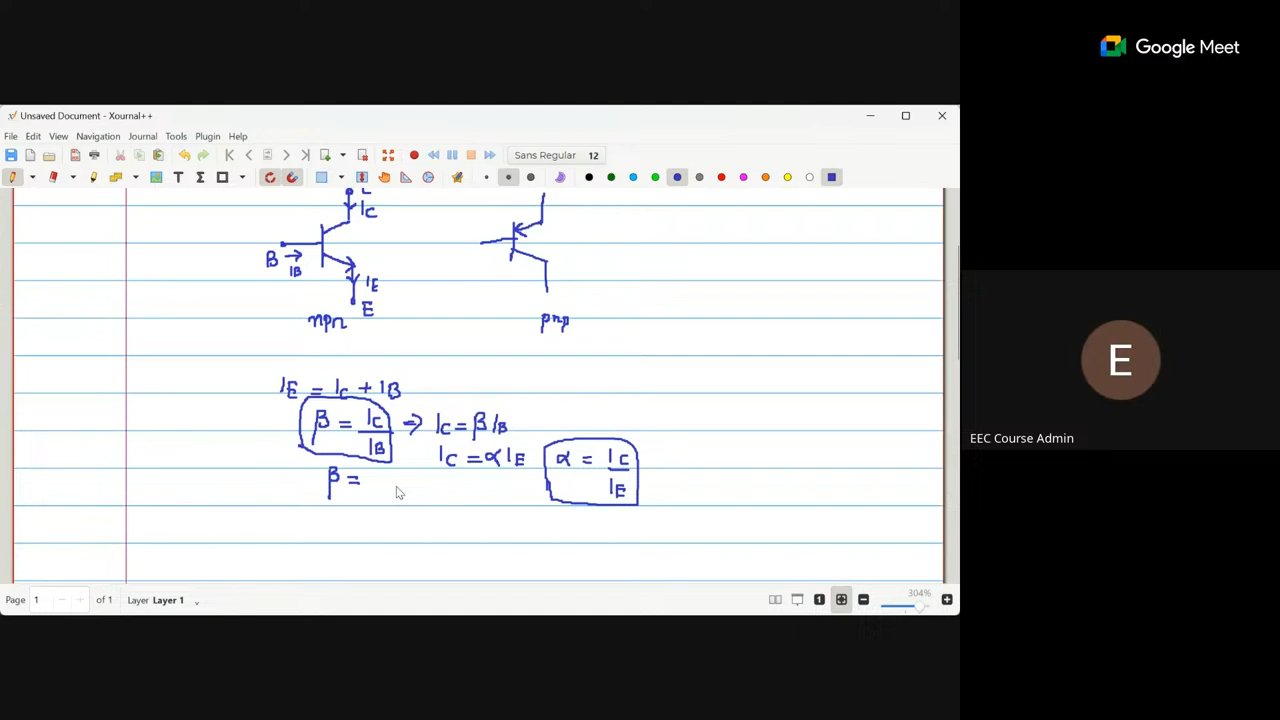 Google Meet
Unsaved Document - Xournal++
File Edit View Navigation Journal Tools Plugin Help
Sans Regular 12
IC
B
IB
IE
E
npn
pnp
IE = IC + IB
β = IC / IB → IC = β IB
IC = α IE
α = IC / IE
β =
E
EEC Course Admin
Page 1 of 1 Layer Layer 1
304%
1